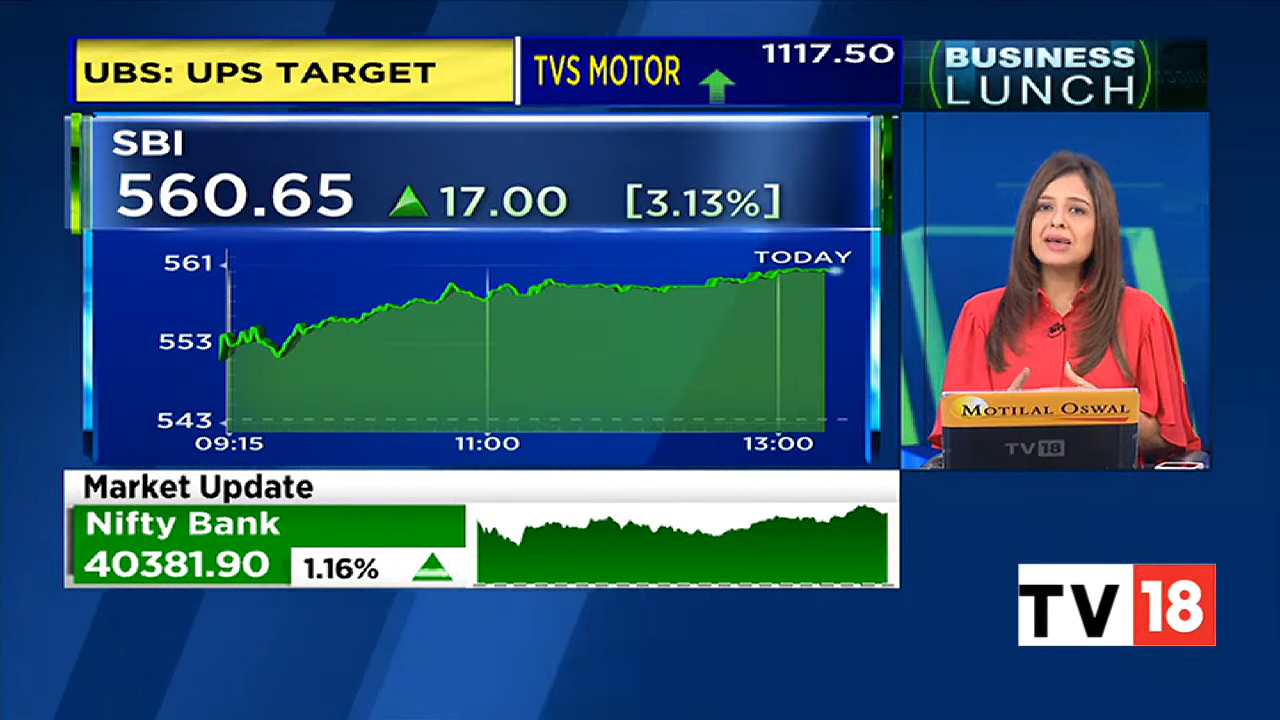 UBS: UPS TARGET
TVS MOTOR 1117.50
BUSINESS
LUNCH
SBI
560.65 17.00 [3.13%]
TODAY
561
553
543
09:15 11:00 13:00
MOTILAL OSWAL
TV18
Market Update
Nifty Bank
40381.90 1.16%
TV18